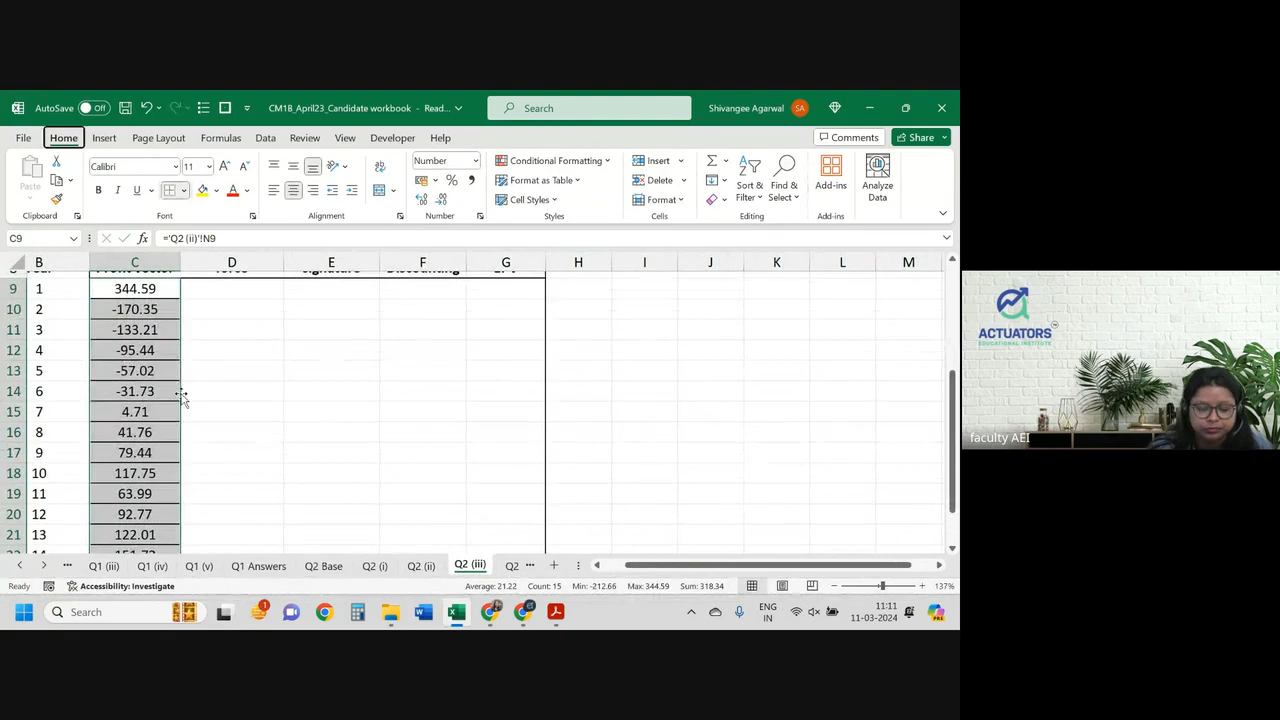 AutoSave Off CM1B_April23_Candidate workbook - Read... Search Shivangee Agarwal SA
File Home Insert Page Layout Formulas Data Review View Developer Help Comments Share
Paste
Clipboard
Calibri 11
B I U
Font
Alignment
Number
Number
Conditional Formatting
Format as Table
Cell Styles
Styles
Insert
Delete
Format
Cells
Sort & Filter
Find & Select
Editing
Add-ins
Add-ins
Analyze Data
C9 fx ='Q2 (ii)'!N9
B C D E F G H I J K L M
9 1 344.59
10 2 -170.35
11 3 -133.21
12 4 -95.44
13 5 -57.02
14 6 -31.73
15 7 4.71
16 8 41.76
17 9 79.44
18 10 117.75
19 11 63.99
20 12 92.77
21 13 122.01
Q1 (iii) Q1 (iv) Q1 (v) Q1 Answers Q2 Base Q2 (i) Q2 (ii) Q2 (iii) Q2 ...
Ready Accessibility: Investigate Average: 21.22 Count: 15 Min: -212.66 Max: 344.59 Sum: 318.34 137%
Search 1 ENG IN 11:11 11-03-2024
ACTUATORS
EDUCATIONAL INSTITUTE
faculty AEI